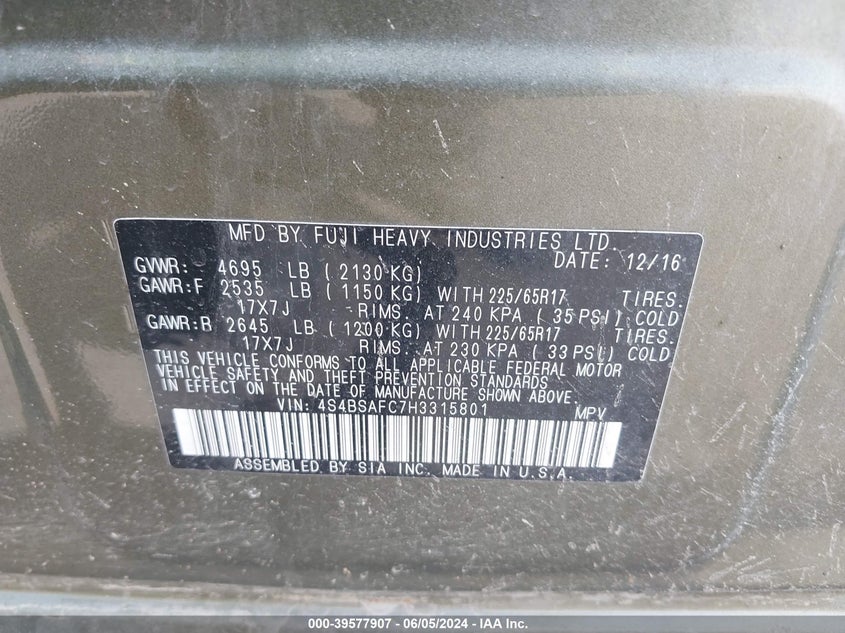 MFD BY FUJI HEAVY INDUSTRIES LTD.
GVWR: 4695 LB ( 2130 KG) DATE: 12/16
GAWR:F 2535 LB ( 1150 KG) WITH 225/65R17 TIRES.
17X7J RIMS. AT 240 KPA ( 35 PSI) COLD
GAWR:R 2645 LB ( 1200 KG) WITH 225/65R17 TIRES.
17X7J RIMS. AT 230 KPA ( 33 PSI) COLD
THIS VEHICLE CONFORMS TO ALL APPLICABLE FEDERAL MOTOR
VEHICLE SAFETY AND THEFT PREVENTION STANDARDS
IN EFFECT ON THE DATE OF MANUFACTURE SHOWN ABOVE.
VIN: 4S4BSAFC7H3315801 MPV
ASSEMBLED BY SIA INC. MADE IN U.S.A.
000-39577907 - 06/05/2024 - IAA Inc.